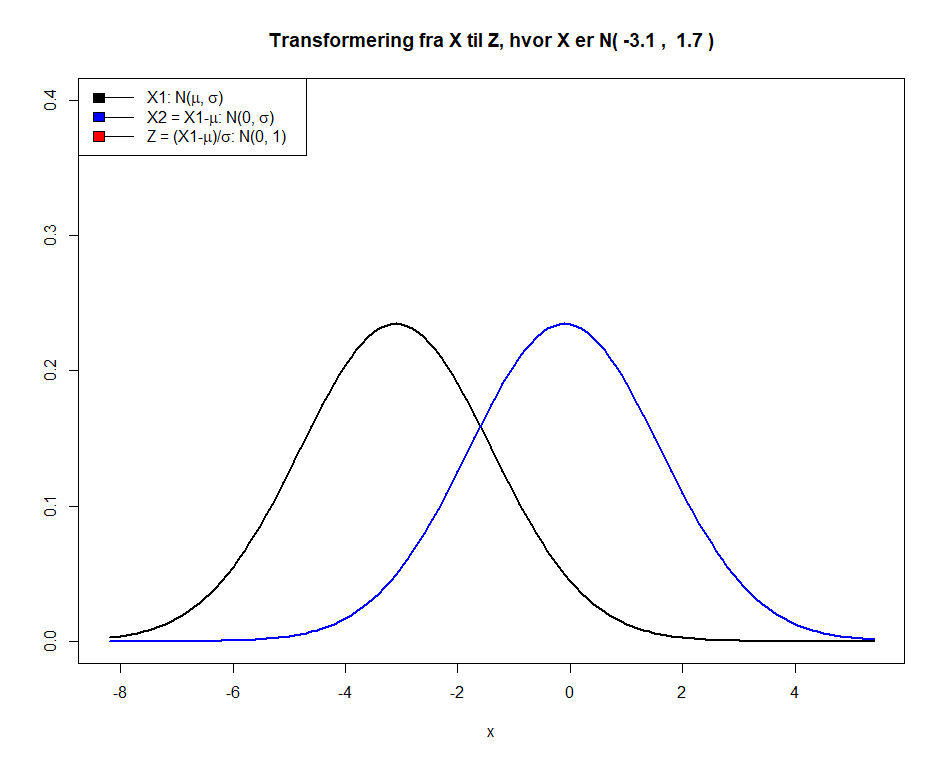 Transformering fra X til Z, hvor X er N( -3.1 ,  1.7 )
X1: N(μ, σ)
X2 = X1-μ: N(0, σ)
Z = (X1-μ)/σ: N(0, 1)
0.4
0.3
0.2
0.1
0.0
-8 -6 -4 -2 0 2 4
x